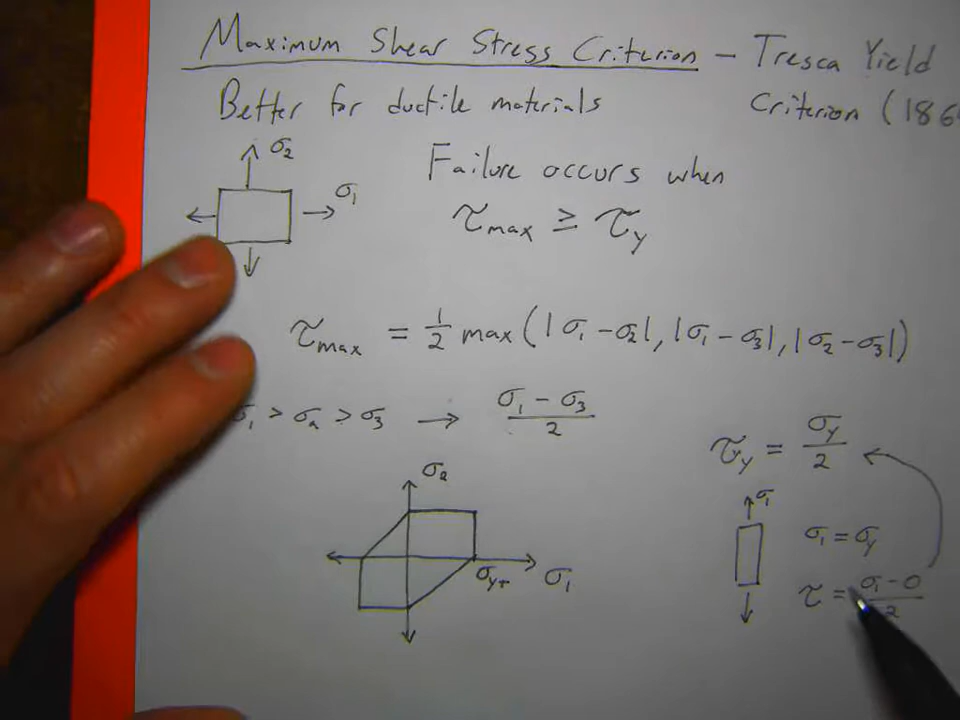 Maximum Shear Stress Criterion – Tresca Yield
Criterion (186
Better for ductile materials
σ2
σ1
Failure occurs when
τmax ≥ τy
τmax = 1/2 max(|σ1 - σ2|, |σ1 - σ3|, |σ2 - σ3|)
σ1 > σ2 > σ3 → (σ1 - σ3)/2
τy = σy/2
σ2
σ1
σyT
σ1
σ1 = σy
τ = (σ1 - 0)/2